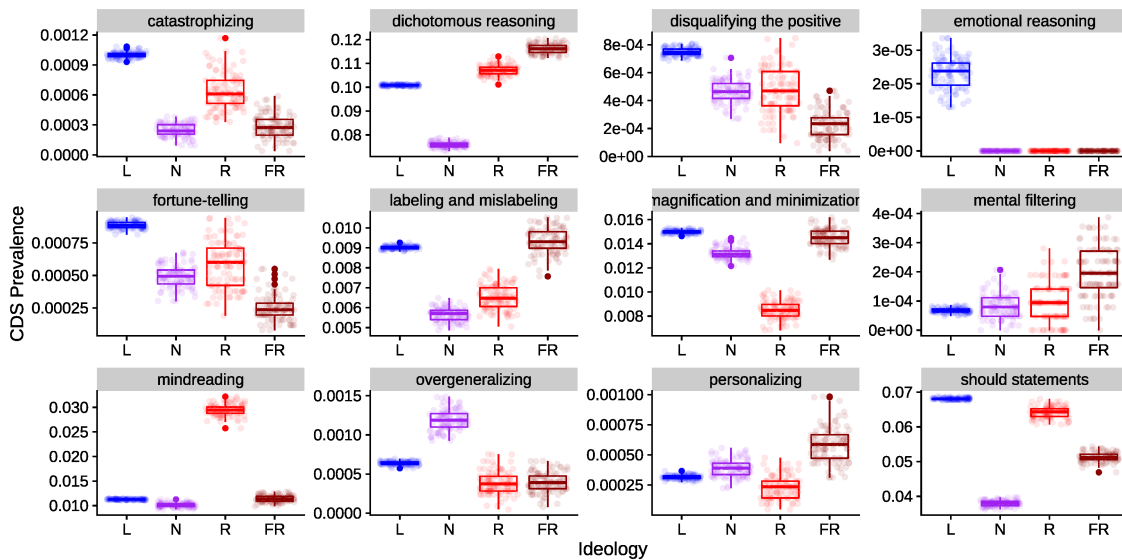 catastrophizing
dichotomous reasoning
disqualifying the positive
emotional reasoning
0.0012
0.0009
0.0006
0.0003
0.0000
0.12
0.10
0.08
8e-04
6e-04
4e-04
2e-04
0e+00
3e-05
2e-05
1e-05
0e+00
L N R FR
L N R FR
L N R FR
L N R FR
fortune-telling
labeling and mislabeling
magnification and minimization
mental filtering
0.00075
0.00050
0.00025
0.010
0.009
0.008
0.007
0.006
0.005
0.016
0.014
0.012
0.010
0.008
4e-04
3e-04
2e-04
1e-04
0e+00
L N R FR
L N R FR
L N R FR
L N R FR
mindreading
overgeneralizing
personalizing
should statements
0.030
0.025
0.020
0.015
0.010
0.0015
0.0010
0.0005
0.0000
0.00100
0.00075
0.00050
0.00025
0.07
0.06
0.05
0.04
L N R FR
L N R FR
L N R FR
L N R FR
CDS Prevalence
Ideology